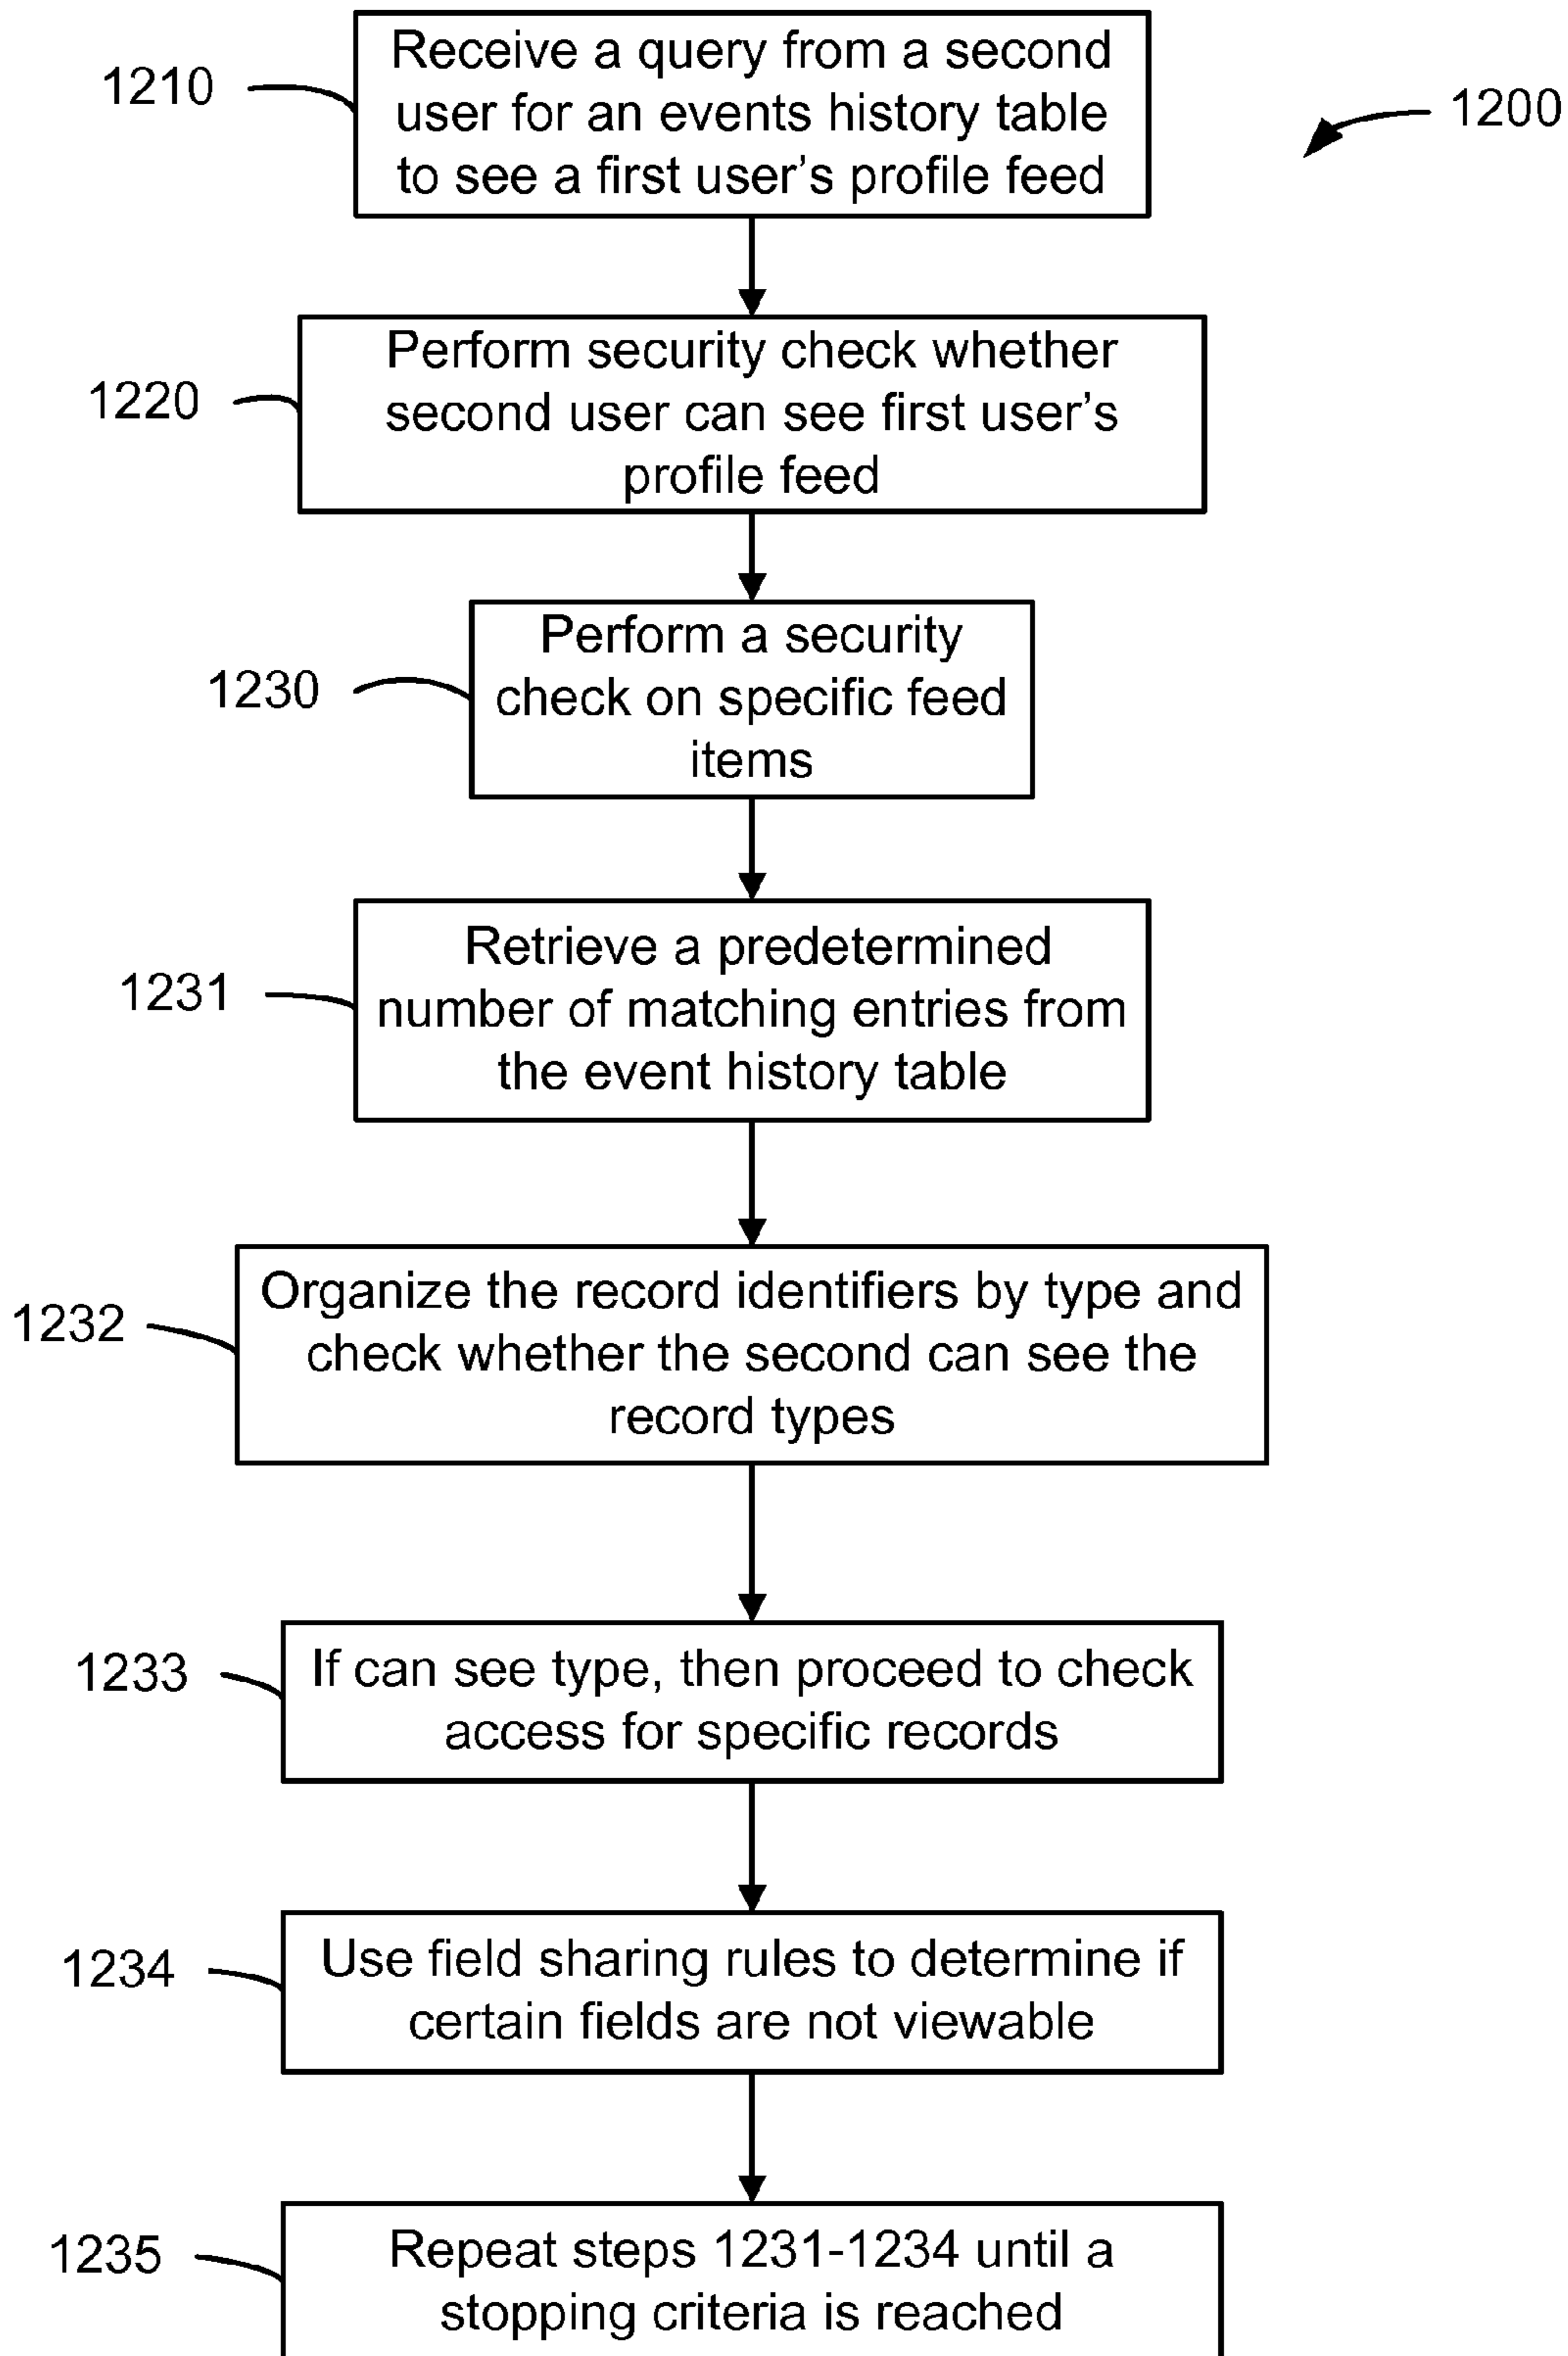 1210
Receive a query from a second
user for an events history table
to see a first user's profile feed
1200
1220
Perform security check whether
second user can see first user's
profile feed
1230
Perform a security
check on specific feed
items
1231
Retrieve a predetermined
number of matching entries from
the event history table
1232
Organize the record identifiers by type and
check whether the second can see the
record types
1233
If can see type, then proceed to check
access for specific records
1234
Use field sharing rules to determine if
certain fields are not viewable
1235
Repeat steps 1231-1234 until a
stopping criteria is reached